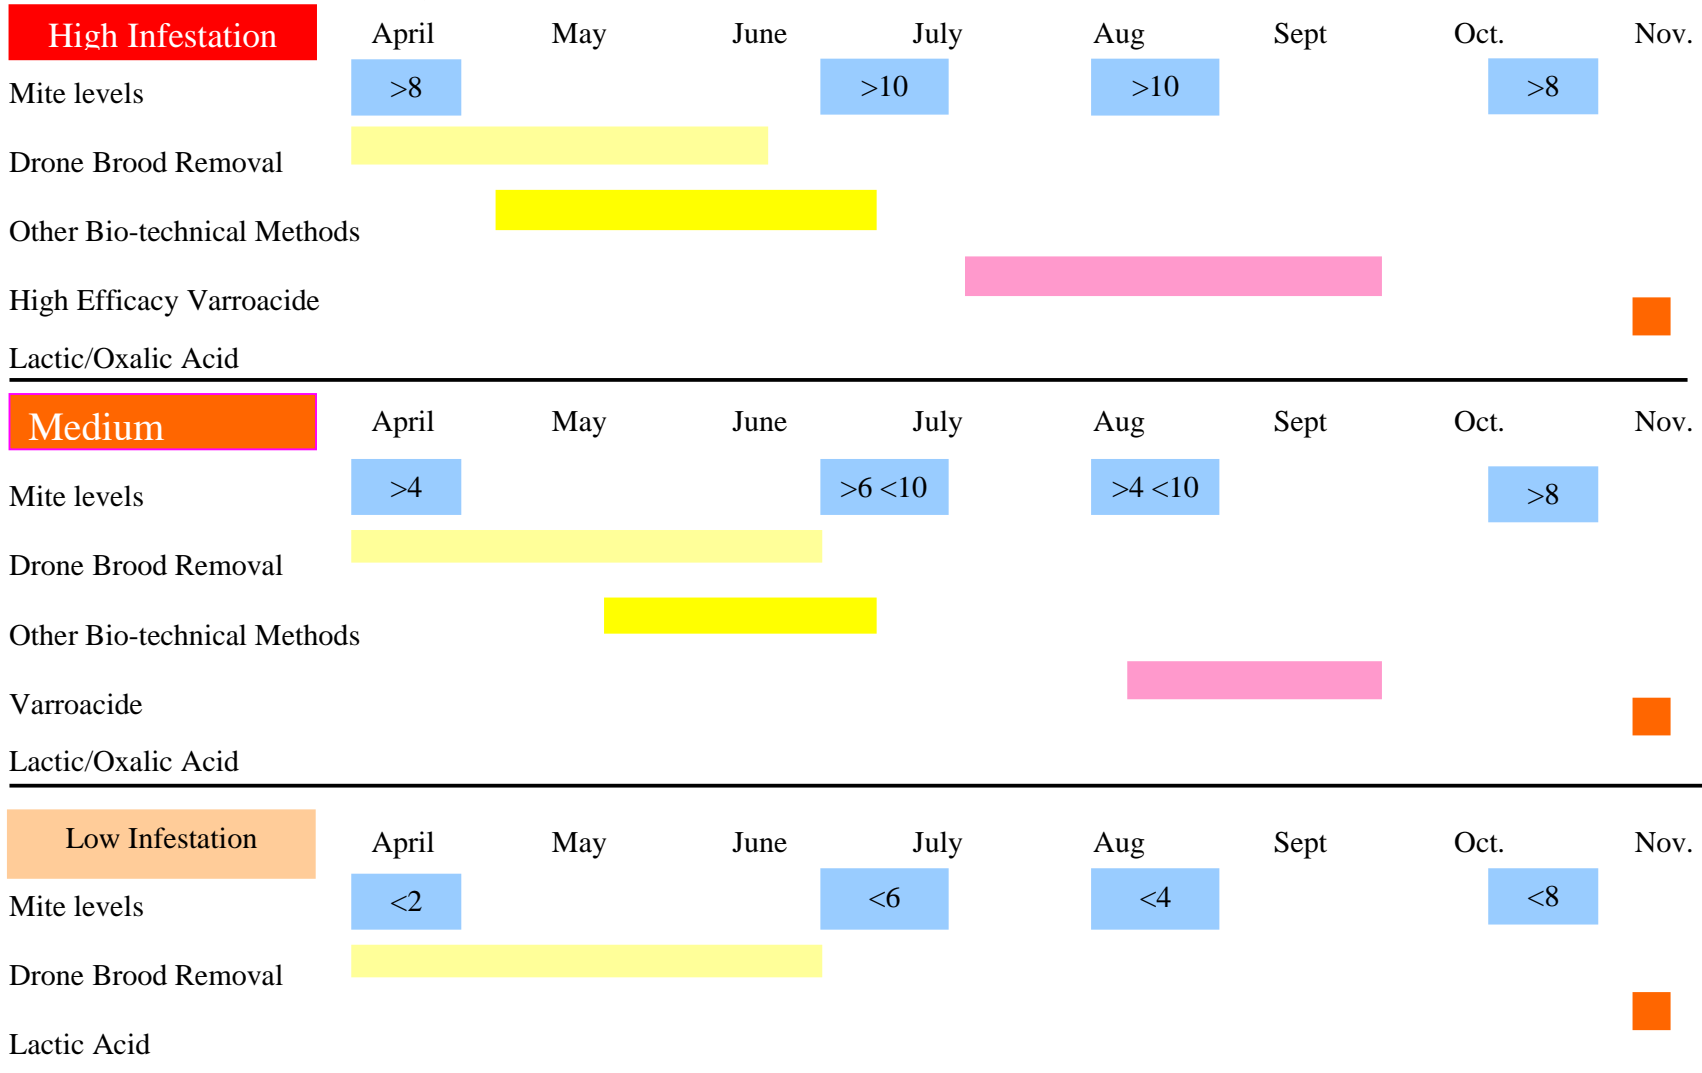 High Infestation April May June July Aug Sept Oct. Nov.
Mite levels >8 >10 >10 >8
Drone Brood Removal
Other Bio-technical Methods
High Efficacy Varroacide
Lactic/Oxalic Acid
Medium April May June July Aug Sept Oct. Nov.
Mite levels >4 >6 <10 >4 <10 >8
Drone Brood Removal
Other Bio-technical Methods
Varroacide
Lactic/Oxalic Acid
Low Infestation April May June July Aug Sept Oct. Nov.
Mite levels <2 <6 <4 <8
Drone Brood Removal
Lactic Acid